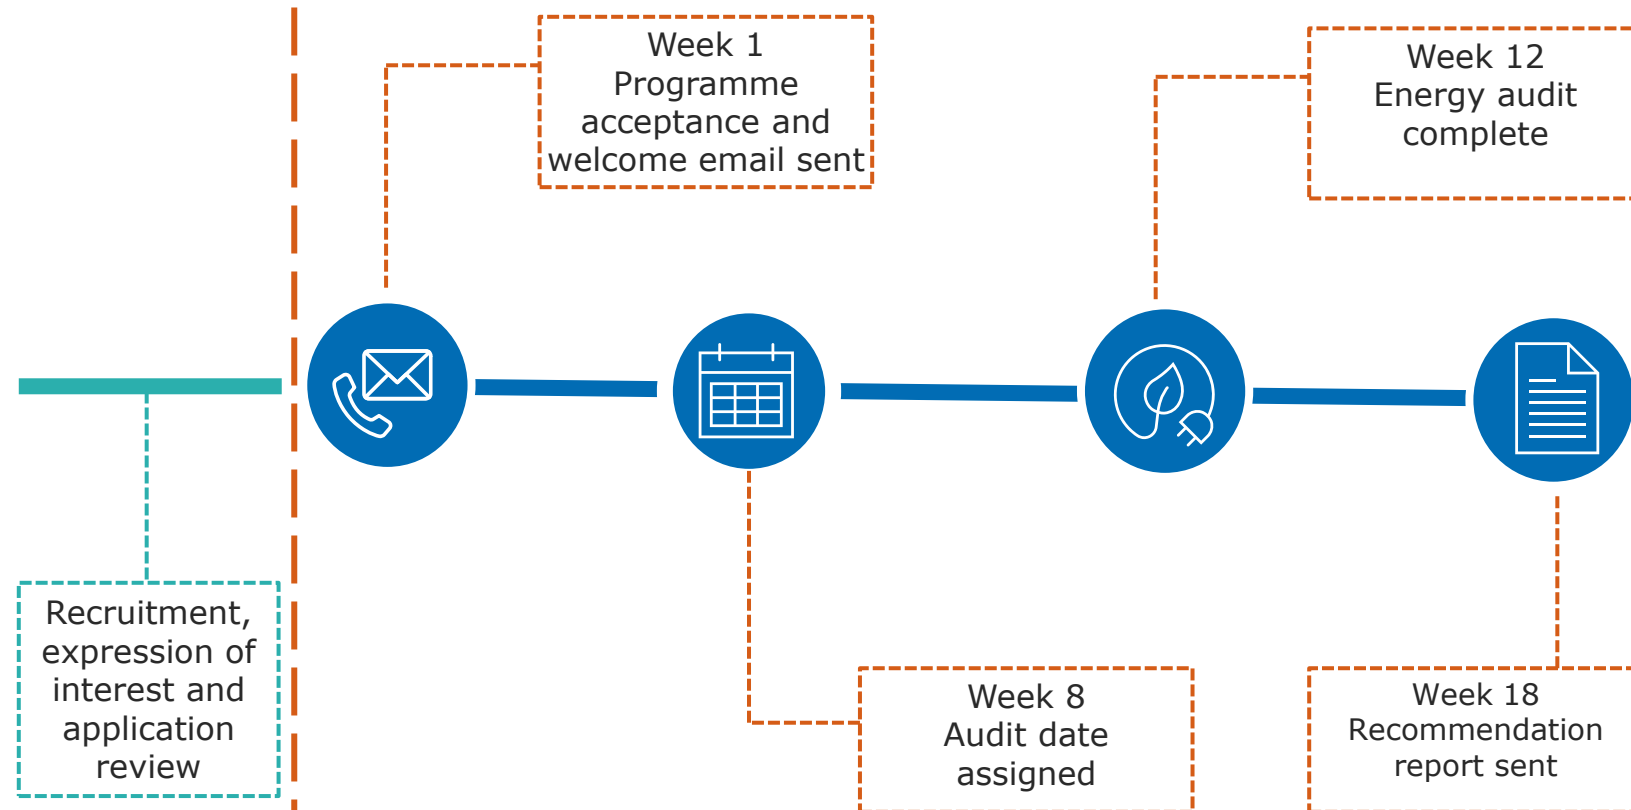 Week 1
Programme
acceptance and
welcome email sent
Week 12
Energy audit
complete
Recruitment,
expression of
interest and
application
review
Week 8
Audit date
assigned
Week 18
Recommendation
report sent